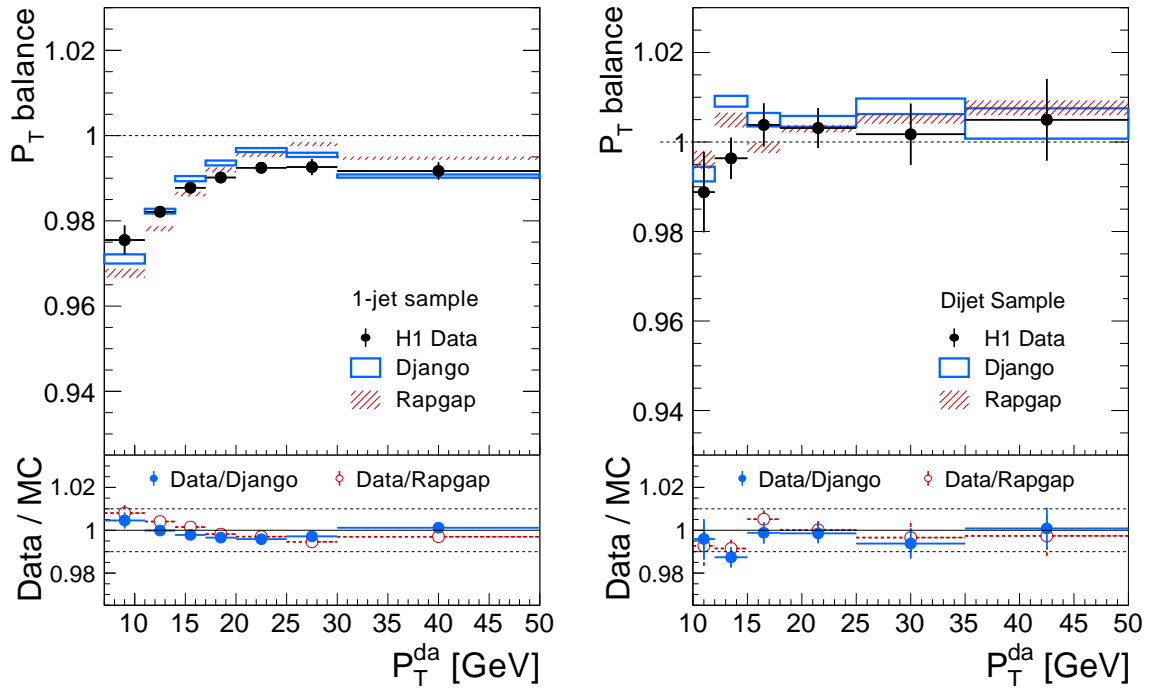 P_T balance
1.02
1
0.98
0.96
0.94
1-jet sample
H1 Data
Django
Rapgap
Data / MC
1.02
1
0.98
Data/Django
Data/Rapgap
10 15 20 25 30 35 40 45 50
P_T^da [GeV]
P_T balance
1.02
1
0.98
0.96
0.94
Dijet Sample
H1 Data
Django
Rapgap
Data / MC
1.02
1
0.98
Data/Django
Data/Rapgap
10 15 20 25 30 35 40 45 50
P_T^da [GeV]